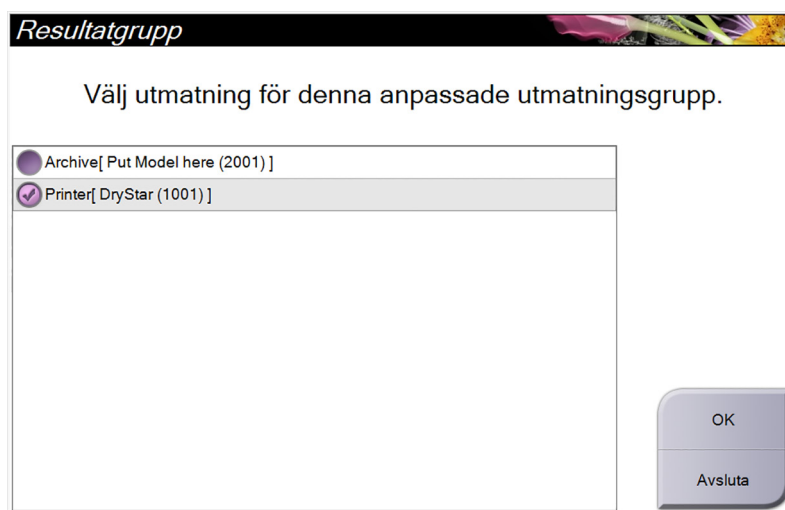 Resultatgrupp
Välj utmatning för denna anpassade utmatningsgrupp.
Archive[ Put Model here (2001) ]
Printer[ DryStar (1001) ]
OK
Avsluta